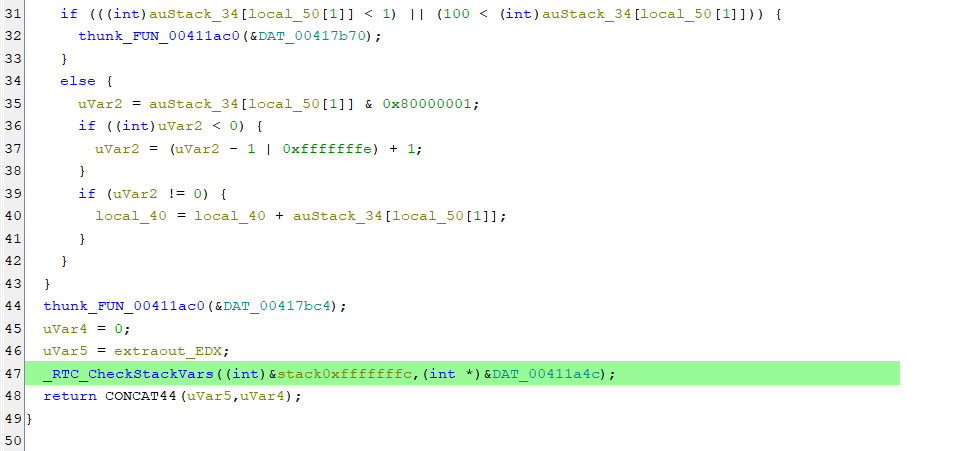 31 if (((int)auStack_34[local_50[1]] < 1) || (100 < (int)auStack_34[local_50[1]])) {
32 thunk_FUN_00411ac0(&DAT_00417b70);
33 }
34 else {
35 uVar2 = auStack_34[local_50[1]] & 0x80000001;
36 if ((int)uVar2 < 0) {
37 uVar2 = (uVar2 - 1 | 0xfffffffe) + 1;
38 }
39 if (uVar2 != 0) {
40 local_40 = local_40 + auStack_34[local_50[1]];
41 }
42 }
43 }
44 thunk_FUN_00411ac0(&DAT_00417bc4);
45 uVar4 = 0;
46 uVar5 = extraout_EDX;
47 _RTC_CheckStackVars((int)&stack0xfffffffc,(int *)&DAT_00411a4c);
48 return CONCAT44(uVar5,uVar4);
49 }
50